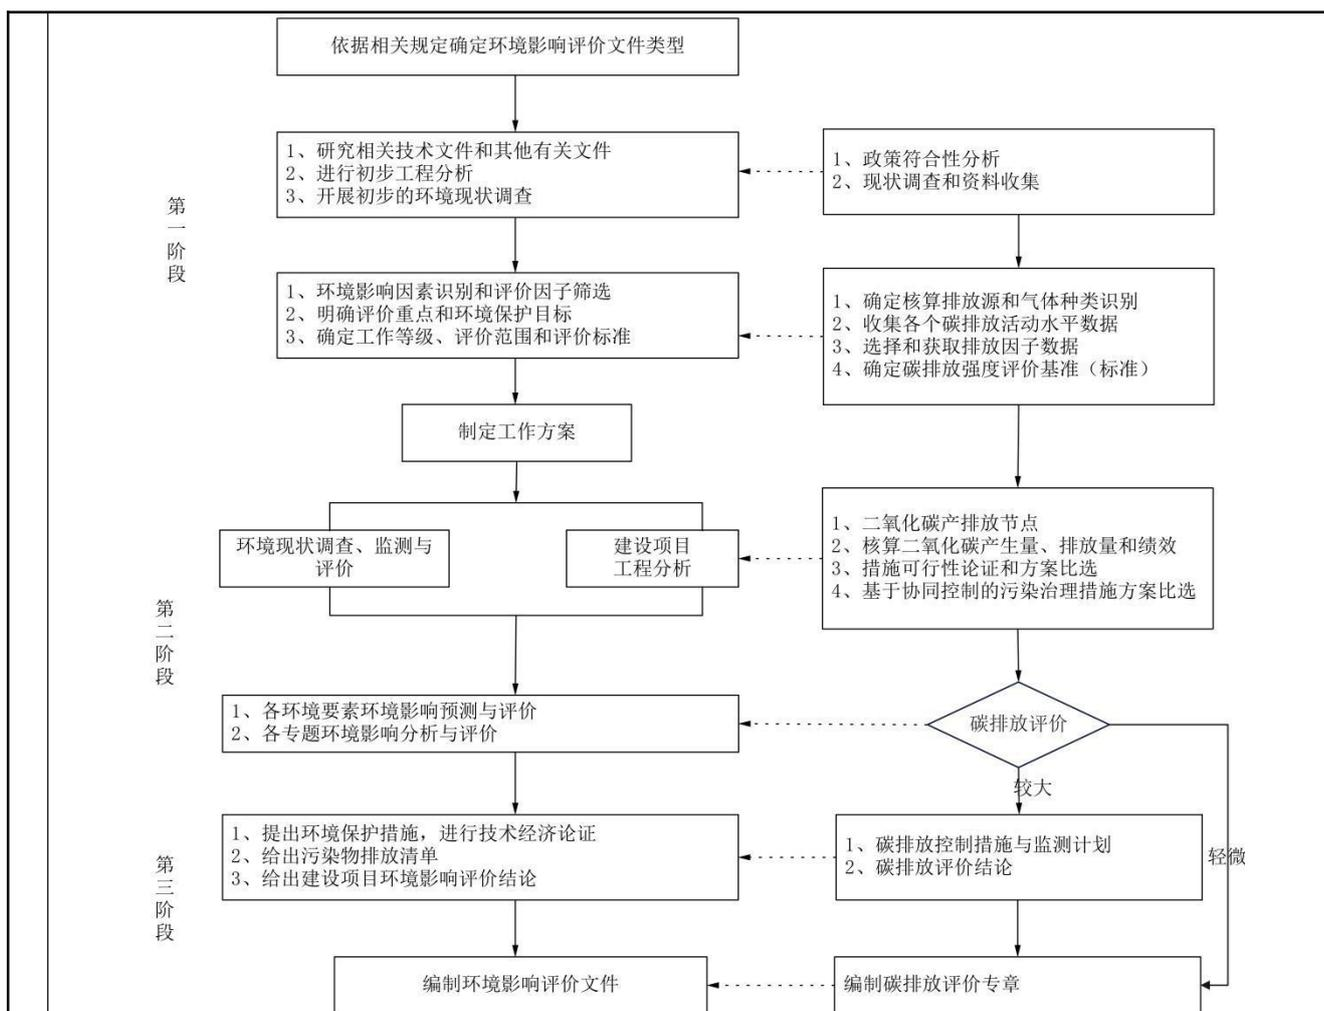 依据相关规定确定环境影响评价文件类型
1、研究相关技术文件和其他有关文件
2、进行初步工程分析
3、开展初步的环境现状调查
1、政策符合性分析
2、现状调查和资料收集
第一阶段
1、环境影响因素识别和评价因子筛选
2、明确评价重点和环境保护目标
3、确定工作等级、评价范围和评价标准
1、确定核算排放源和气体种类识别
2、收集各个碳排放活动水平数据
3、选择和获取排放因子数据
4、确定碳排放强度评价基准（标准）
制定工作方案
环境现状调查、监测与
评价
建设项目
工程分析
1、二氧化碳产排放节点
2、核算二氧化碳产生量、排放量和绩效
3、措施可行性论证和方案比选
4、基于协同控制的污染治理措施方案比选
第二阶段
1、各环境要素环境影响预测与评价
2、各专题环境影响分析与评价
碳排放评价
较大
1、提出环境保护措施，进行技术经济论证
2、给出污染物排放清单
3、给出建设项目环境影响评价结论
1、碳排放控制措施与监测计划
2、碳排放评价结论
轻微
第三阶段
编制环境影响评价文件
编制碳排放评价专章